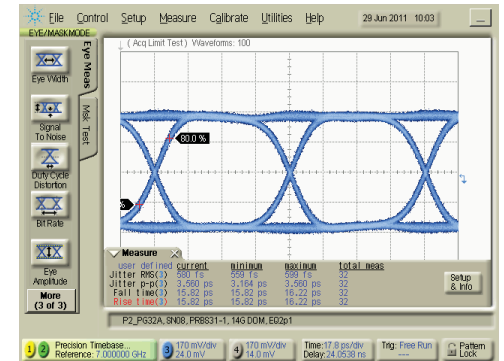 File Control Setup Measure Calibrate Utilities Help 29 Jun 2011 10:03
EYE/MASK MODE
( Acq Limit Test ) Waveforms: 100
Eye Meas
Msk Test
Eye Width
Signal
To Noise
Duty Cycle
Distortion
Bit Rate
Eye
Amplitude
More
(3 of 3)
80.0 %
%
Measure
user defined current minimum maximum total meas
Jitter RMS(3) 580 fs 559 fs 589 fs 32
Jitter p-p(3) 3.560 ps 3.164 ps 3.560 ps 32
Fall time(3) 15.82 ps 15.82 ps 16.22 ps 32
Rise time(3) 15.82 ps 15.82 ps 16.22 ps 32
Setup
& Info
P2_PG32A, SN08, PRBS31-1, 14G DOM, EQ2p1
1 2 Precision Timebase...
Reference: 7.000000 GHz
3 170 mV/div
24.0 mV
4 170 mV/div
14.0 mV
Time:17.8 ps/div
Delay:24.0538 ns
Trig: Free Run
Pattern
Lock